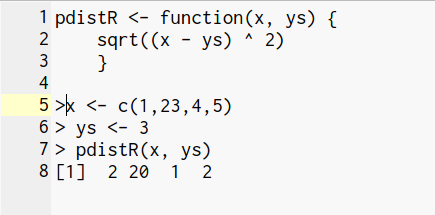 1 pdistR <- function(x, ys) {
2     sqrt((x - ys) ^ 2)
3     }
4
5 >x <- c(1,23,4,5)
6 > ys <- 3
7 > pdistR(x, ys)
8 [1]  2 20  1  2